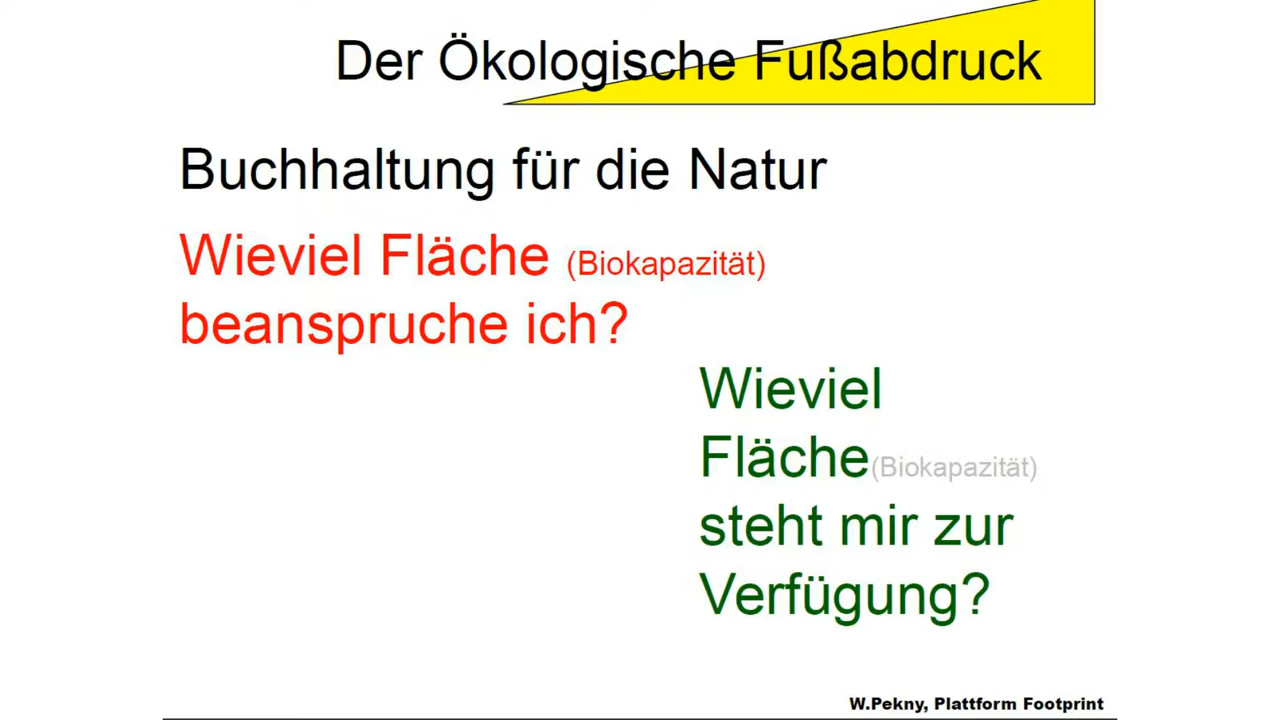 Der Ökologische Fußabdruck
Buchhaltung für die Natur
Wieviel Fläche (Biokapazität)
beanspruche ich?
Wieviel
Fläche(Biokapazität)
steht mir zur
Verfügung?
W.Pekny, Plattform Footprint